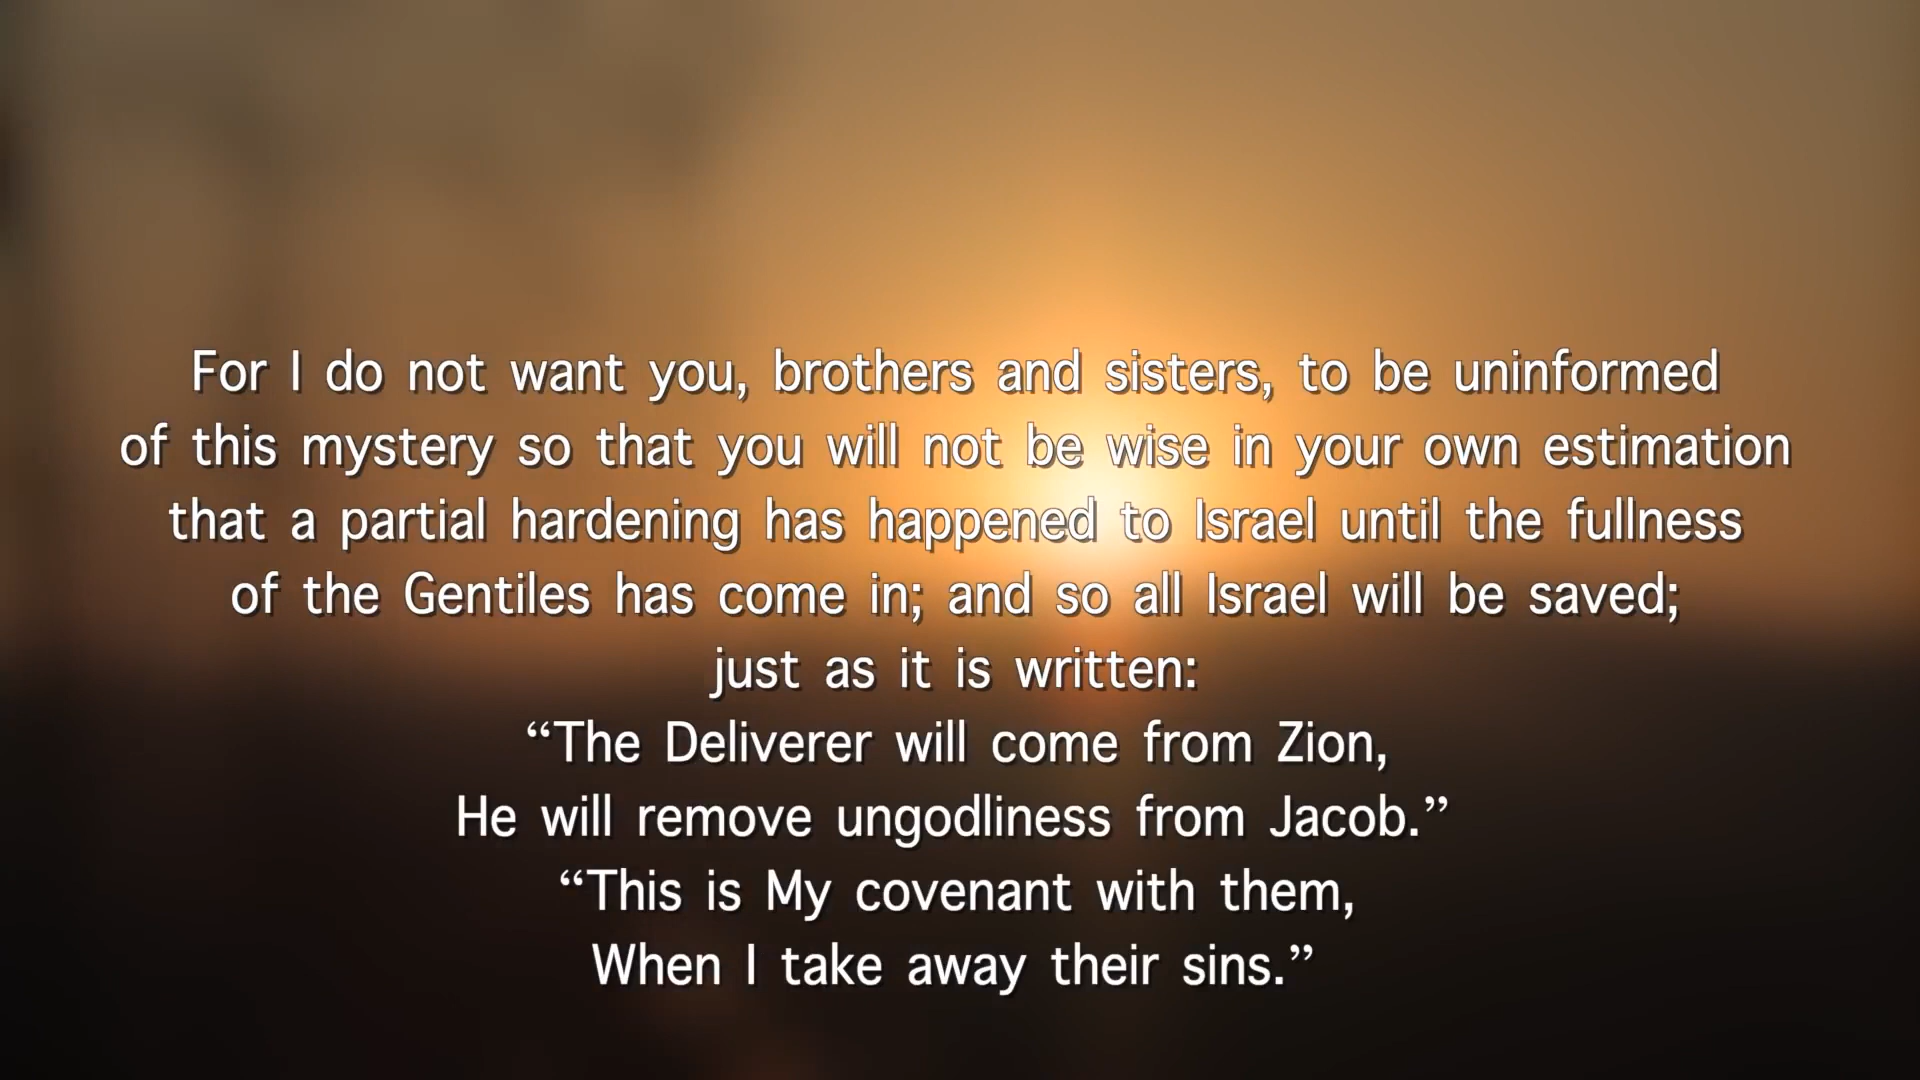 For I do not want you, brothers and sisters, to be uninformed
of this mystery so that you will not be wise in your own estimation
that a partial hardening has happened to Israel until the fullness
of the Gentiles has come in; and so all Israel will be saved;
just as it is written:
“The Deliverer will come from Zion,
He will remove ungodliness from Jacob.”
“This is My covenant with them,
When I take away their sins.”